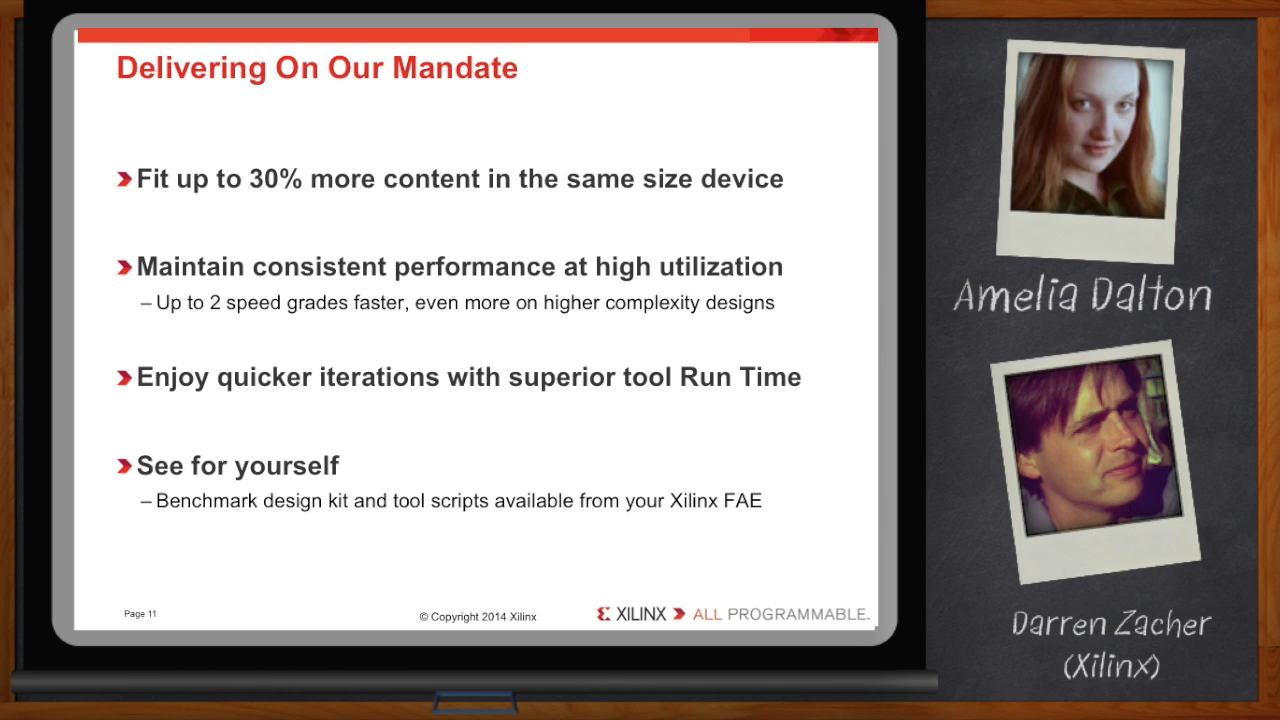 Delivering On Our Mandate
Fit up to 30% more content in the same size device
Maintain consistent performance at high utilization
– Up to 2 speed grades faster, even more on higher complexity designs
Enjoy quicker iterations with superior tool Run Time
See for yourself
– Benchmark design kit and tool scripts available from your Xilinx FAE
Page 11
© Copyright 2014 Xilinx
XILINX ALL PROGRAMMABLE.
Amelia Dalton
Darren Zacher
(Xilinx)